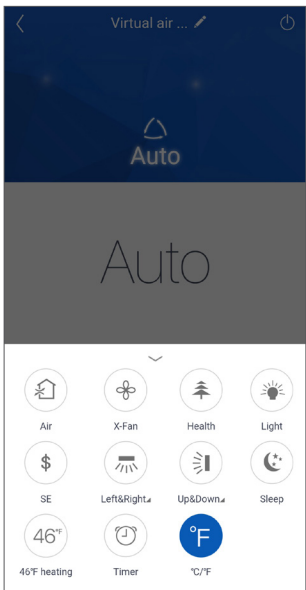 Virtual air ...
Auto
Auto
Air X-Fan Health Light
$
SE Left&Right Up&Down Sleep
46°F °F
46°F heating Timer °C/°F